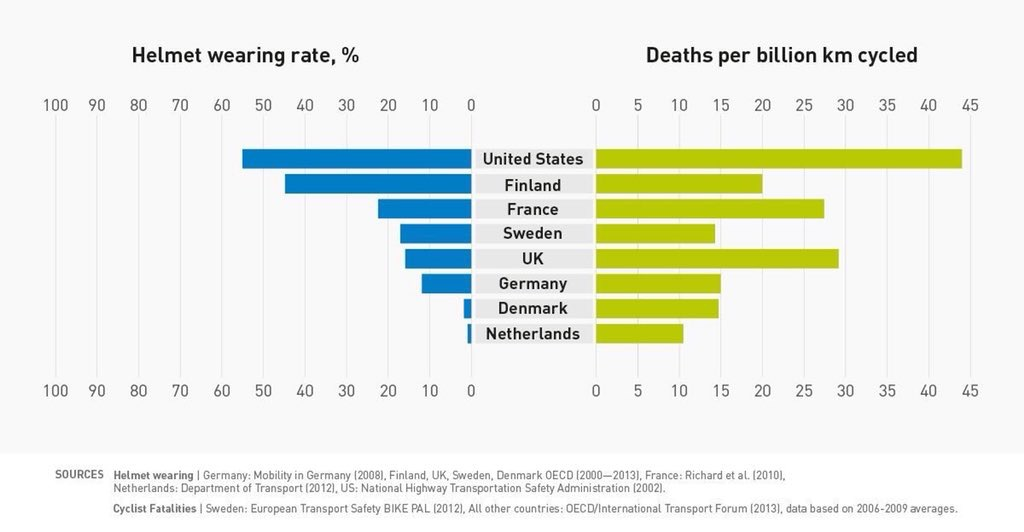 Helmet wearing rate, %
Deaths per billion km cycled
100 90 80 70 60 50 40 30 20 10 0
0 5 10 15 20 25 30 35 40 45
United States
Finland
France
Sweden
UK
Germany
Denmark
Netherlands
100 90 80 70 60 50 40 30 20 10 0
0 5 10 15 20 25 30 35 40 45
SOURCES Helmet wearing | Germany: Mobility in Germany (2008), Finland, UK, Sweden, Denmark OECD (2000—2013), France: Richard et al. (2010),
Netherlands: Department of Transport (2012), US: National Highway Transportation Safety Administration (2002).
Cyclist Fatalities | Sweden: European Transport Safety BIKE PAL (2012), All other countries: OECD/International Transport Forum (2013), data based on 2006-2009 averages.